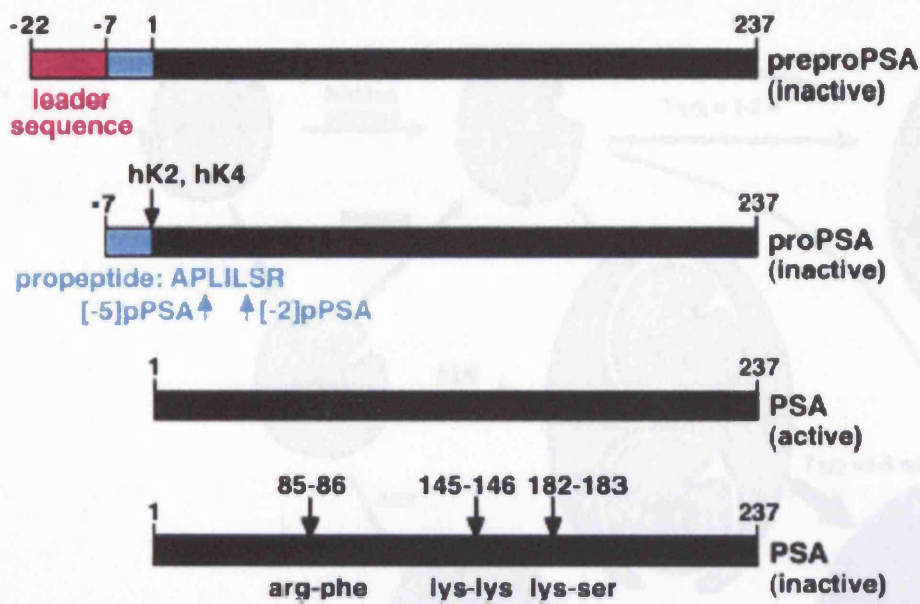 -22 -7 1 237
preproPSA
(inactive)
leader
sequence
hK2, hK4
-7 237
proPSA
(inactive)
propeptide: APLILSR
[-5]pPSA [-2]pPSA
1 237
PSA
(active)
85-86 145-146 182-183
1 237
PSA
(inactive)
arg-phe lys-lys lys-ser